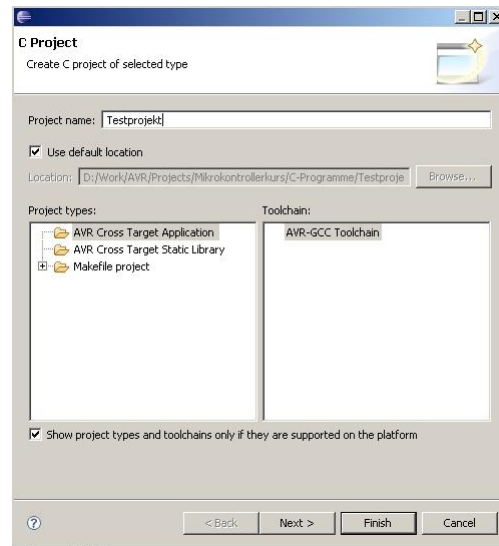 C Project
Create C project of selected type
Project name: Testprojekt
Use default location
Location: D:/Work/AVR/Projects/Mikrokontrollerkurs/C-Programme/Testproje Browse...
Project types: Toolchain:
AVR Cross Target Application AVR-GCC Toolchain
AVR Cross Target Static Library
Makefile project
Show project types and toolchains only if they are supported on the platform
? < Back Next > Finish Cancel